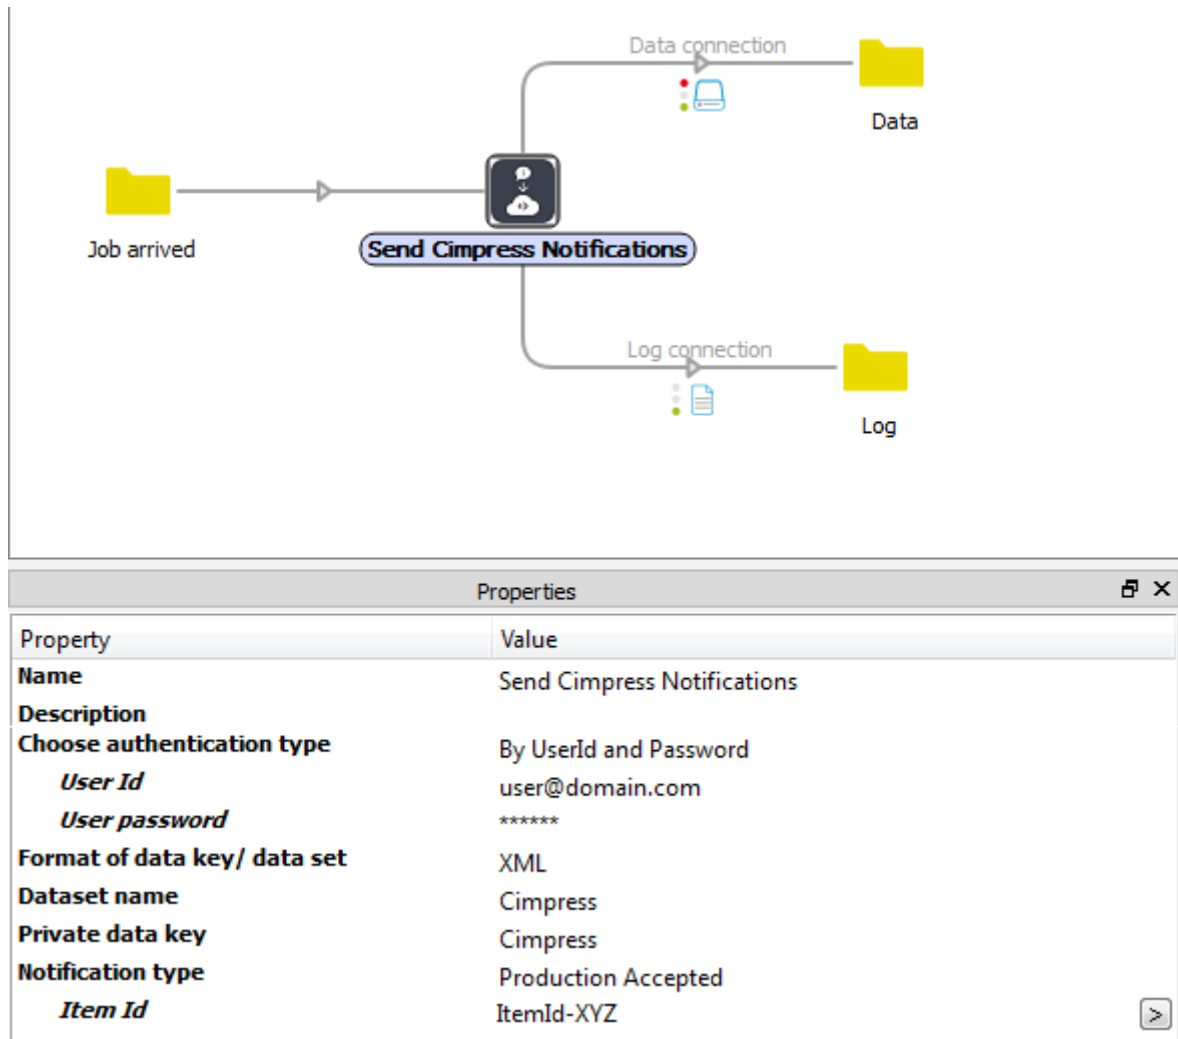 Data connection
Data
Job arrived
Send Cimpress Notifications
Log connection
Log
Properties
Property Value
Name Send Cimpress Notifications
Description
Choose authentication type By UserId and Password
User Id user@domain.com
User password ******
Format of data key/ data set XML
Dataset name Cimpress
Private data key Cimpress
Notification type Production Accepted
Item Id ItemId-XYZ >